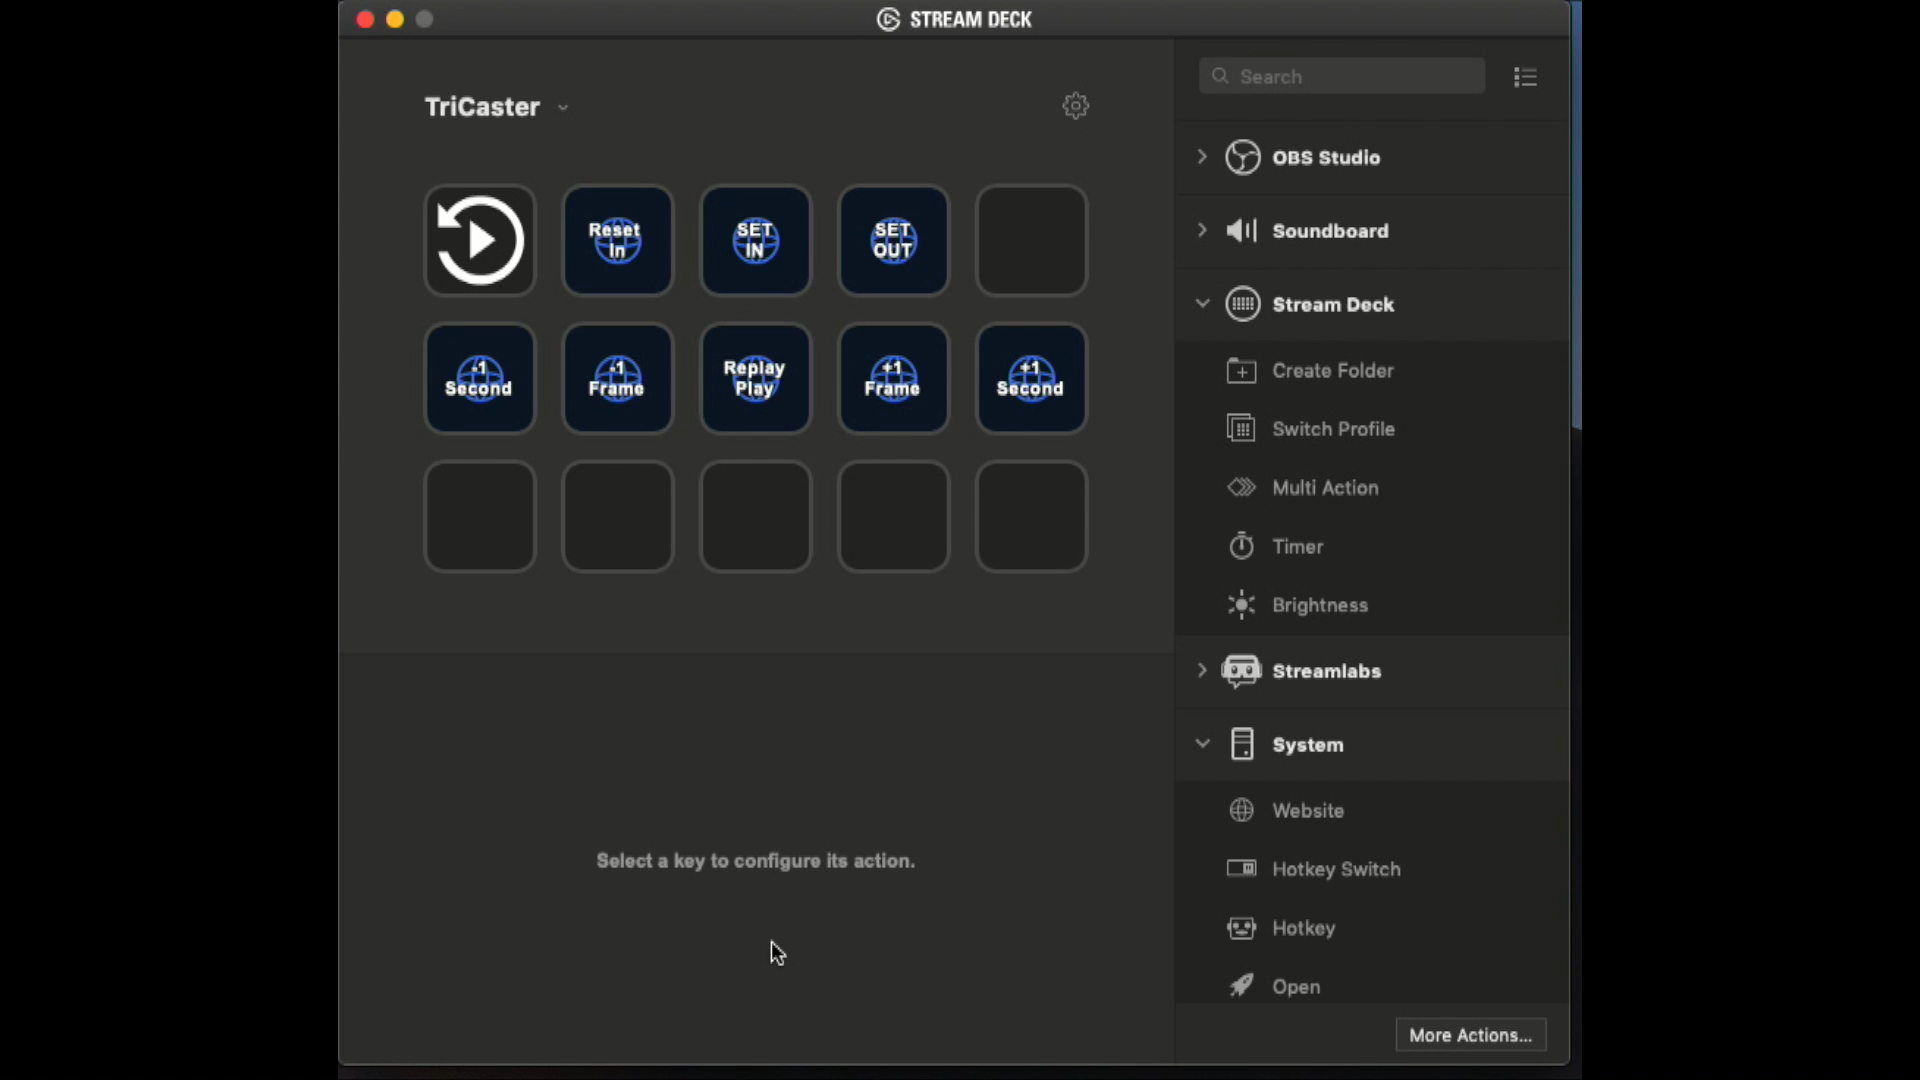 STREAM DECK
TriCaster
Search
Reset
In
SET
IN
SET
OUT
-1
Second
-1
Frame
Replay
Play
+1
Frame
+1
Second
Select a key to configure its action.
OBS Studio
Soundboard
Stream Deck
Create Folder
Switch Profile
Multi Action
Timer
Brightness
Streamlabs
System
Website
Hotkey Switch
Hotkey
Open
More Actions...